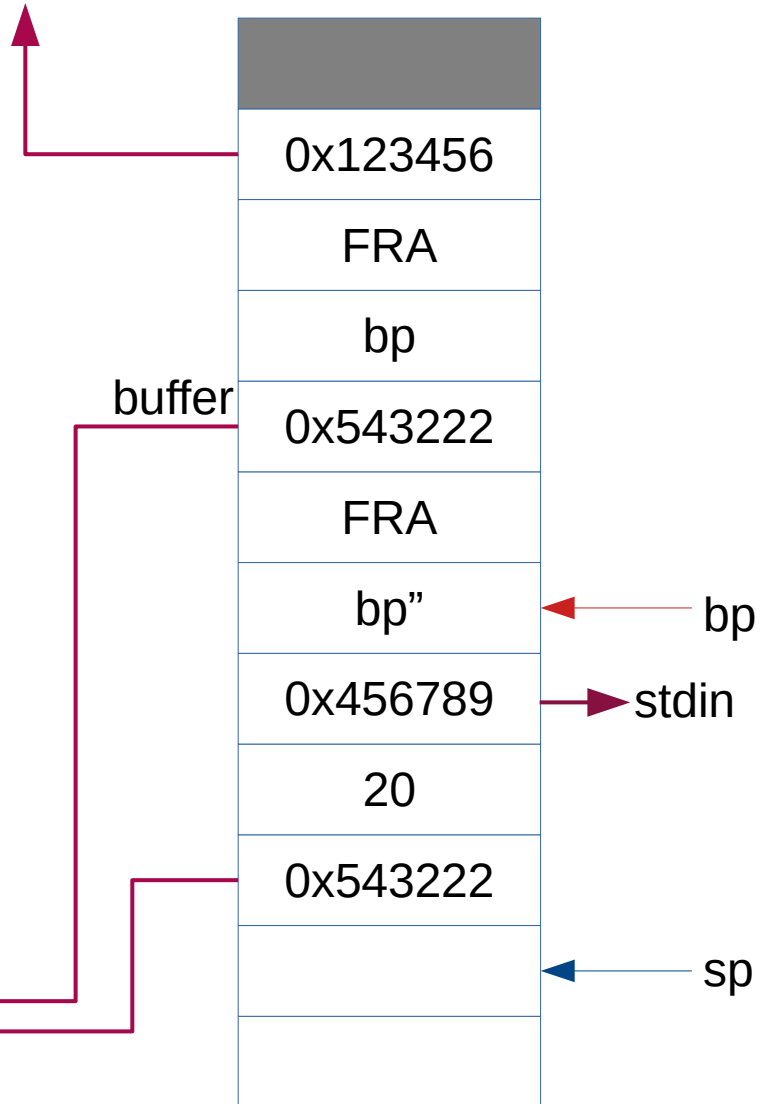 0x123456
FRA
bp
buffer
0x543222
FRA
bp”
bp
0x456789
stdin
20
0x543222
sp